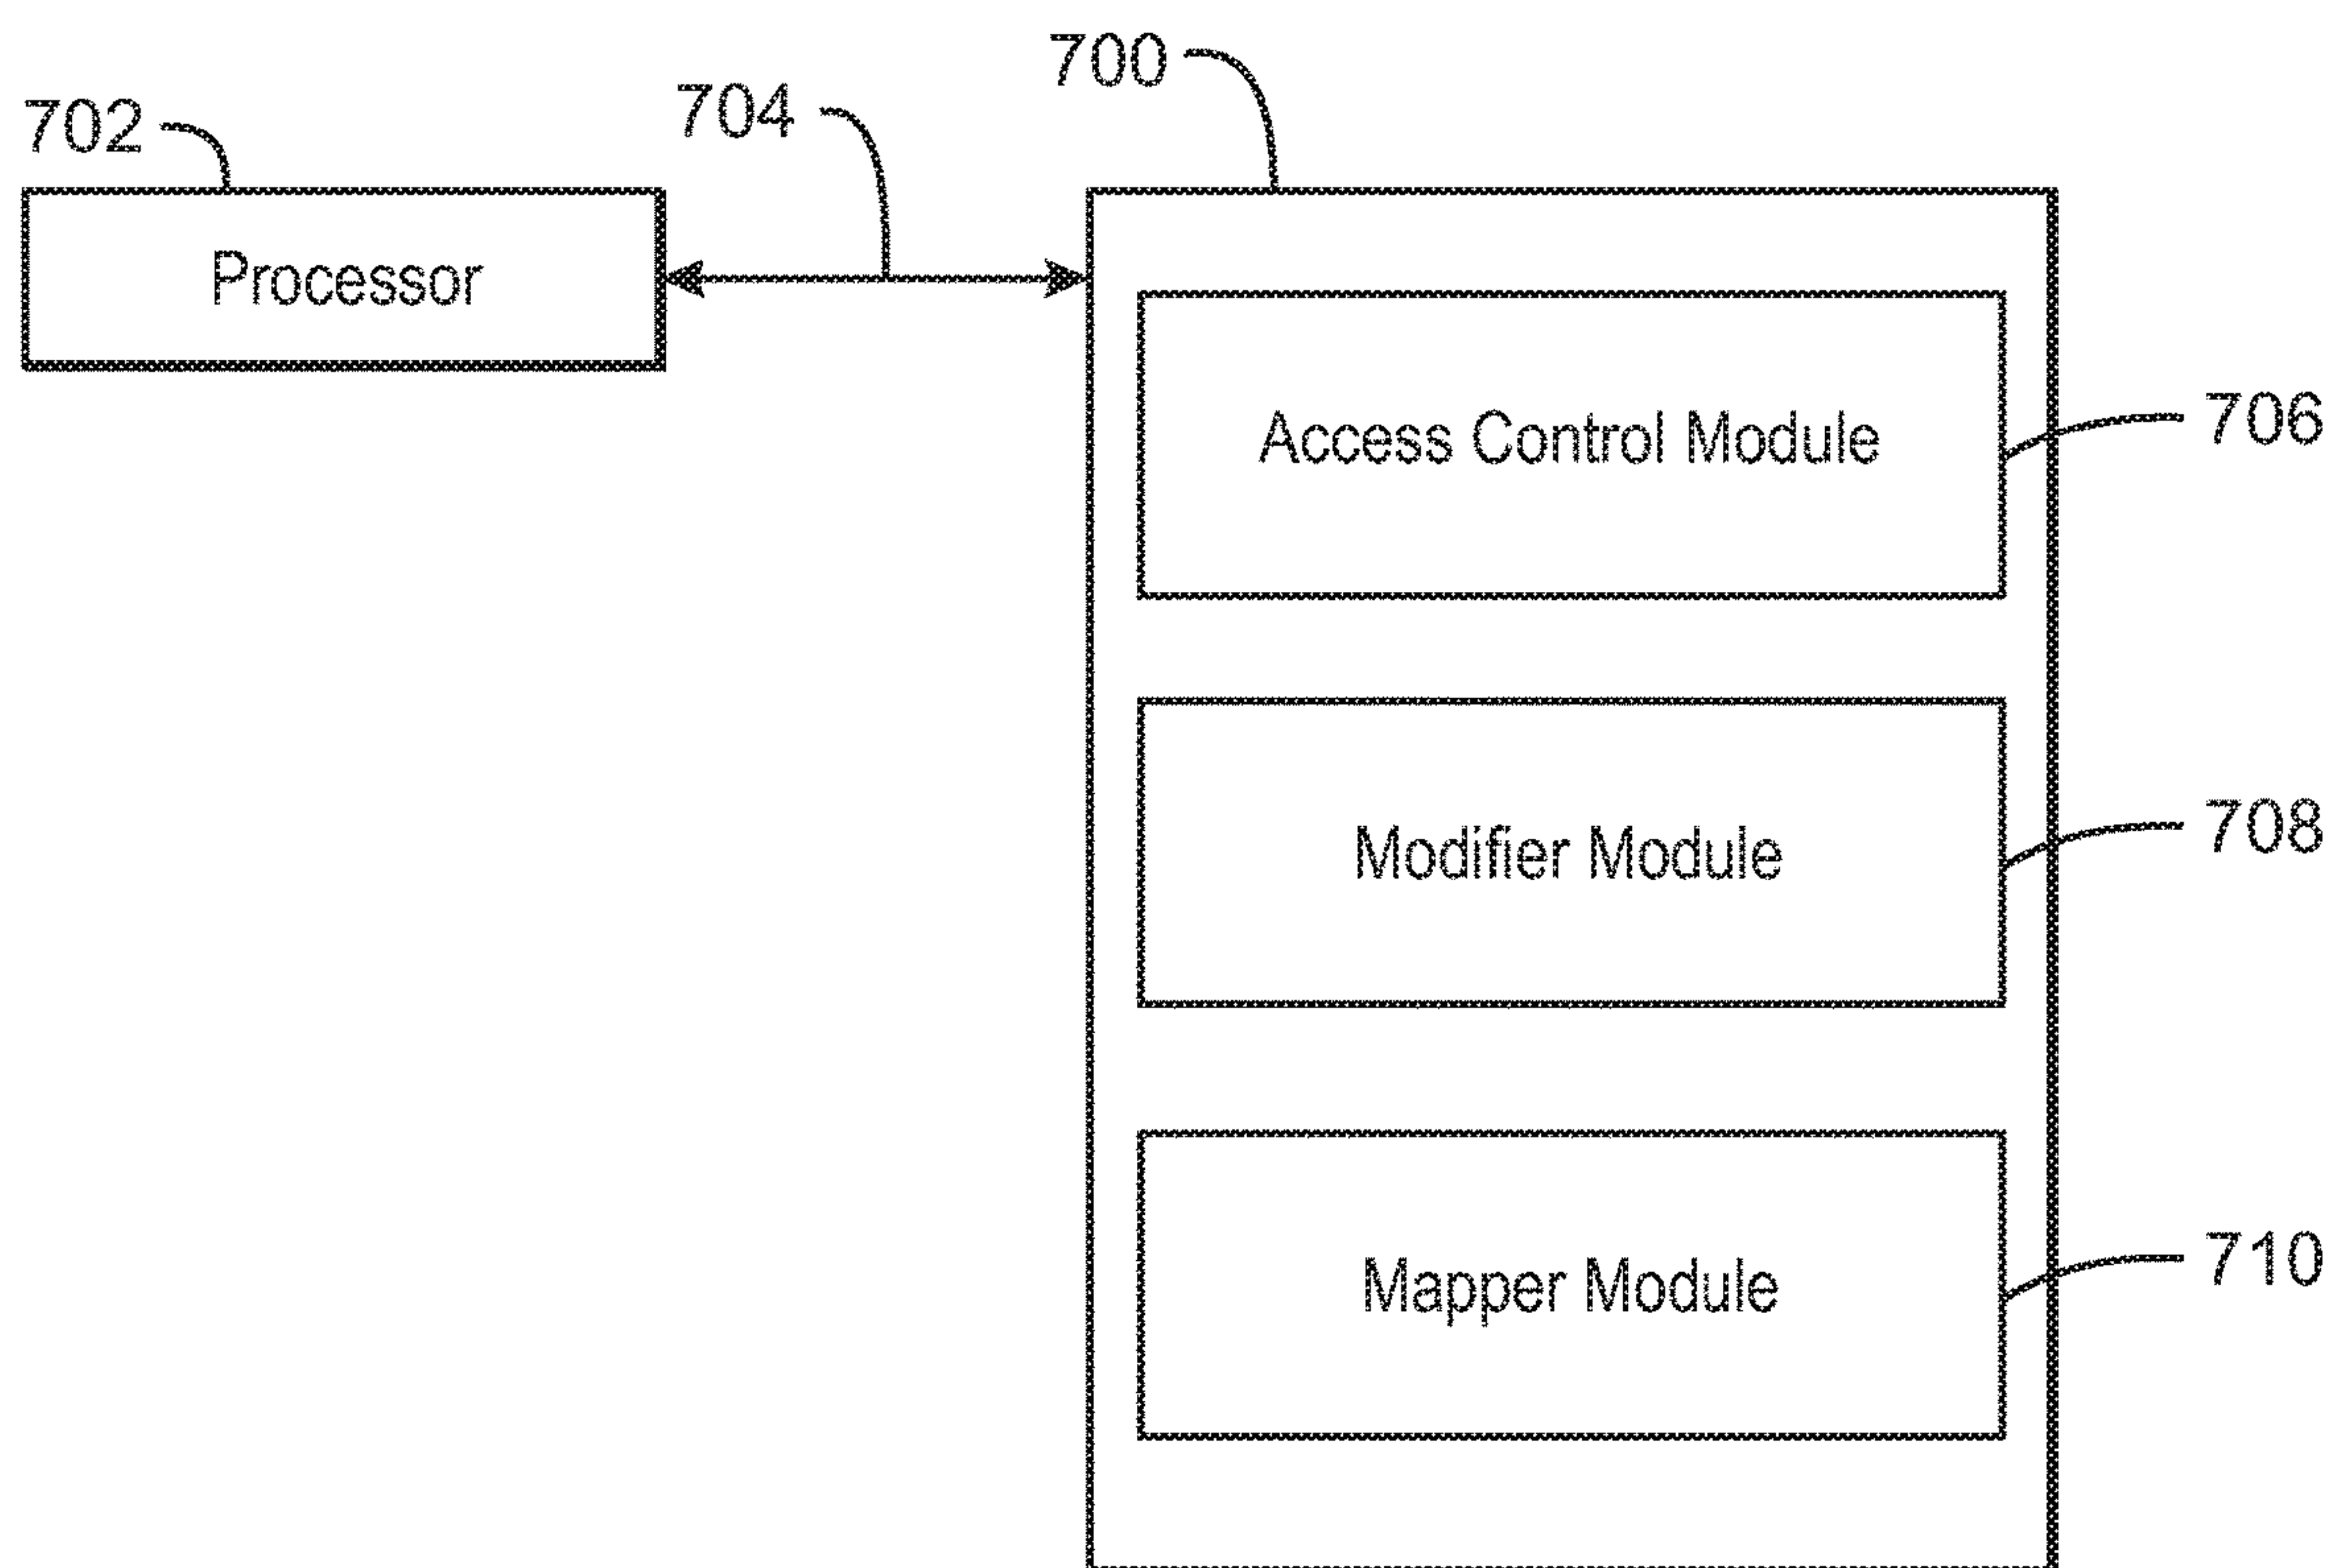 700
704
702
Processor
Access Control Module
706
708
Modifier Module
710
Mapper Module